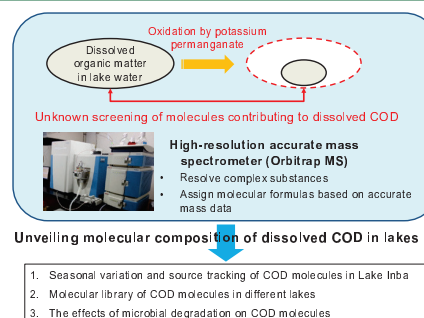 Oxidation by potassium
permanganate
Dissolved
organic matter
in lake water
Unknown screening of molecules contributing to dissolved COD
High-resolution accurate mass
spectrometer (Orbitrap MS)
• Resolve complex substances
• Assign molecular formulas based on accurate
mass data
Unveiling molecular composition of dissolved COD in lakes
1. Seasonal variation and source tracking of COD molecules in Lake Inba
2. Molecular library of COD molecules in different lakes
3. The effects of microbial degradation on COD molecules